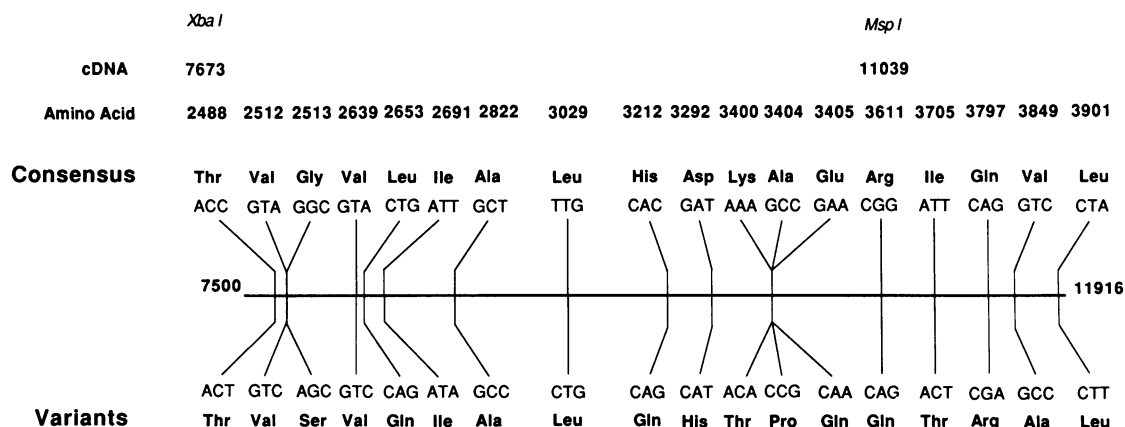 Xba I Msp I
cDNA 7673 11039
Amino Acid 2488 2512 2513 2639 2653 2691 2822 3029 3212 3292 3400 3404 3405 3611 3705 3797 3849 3901
Consensus Thr Val Gly Val Leu Ile Ala Leu His Asp Lys Ala Glu Arg Ile Gln Val Leu
ACC GTA GGC GTA CTG ATT GCT TTG CAC GAT AAA GCC GAA CGG ATT CAG GTC CTA
7500 11916
ACT GTC AGC GTC CAG ATA GCC CTG CAG CAT ACA CCG CAA CAG ACT CGA GCC CTT
Variants Thr Val Ser Val Gln Ile Ala Leu Gln His Thr Pro Gln Gln Thr Arg Ala Leu